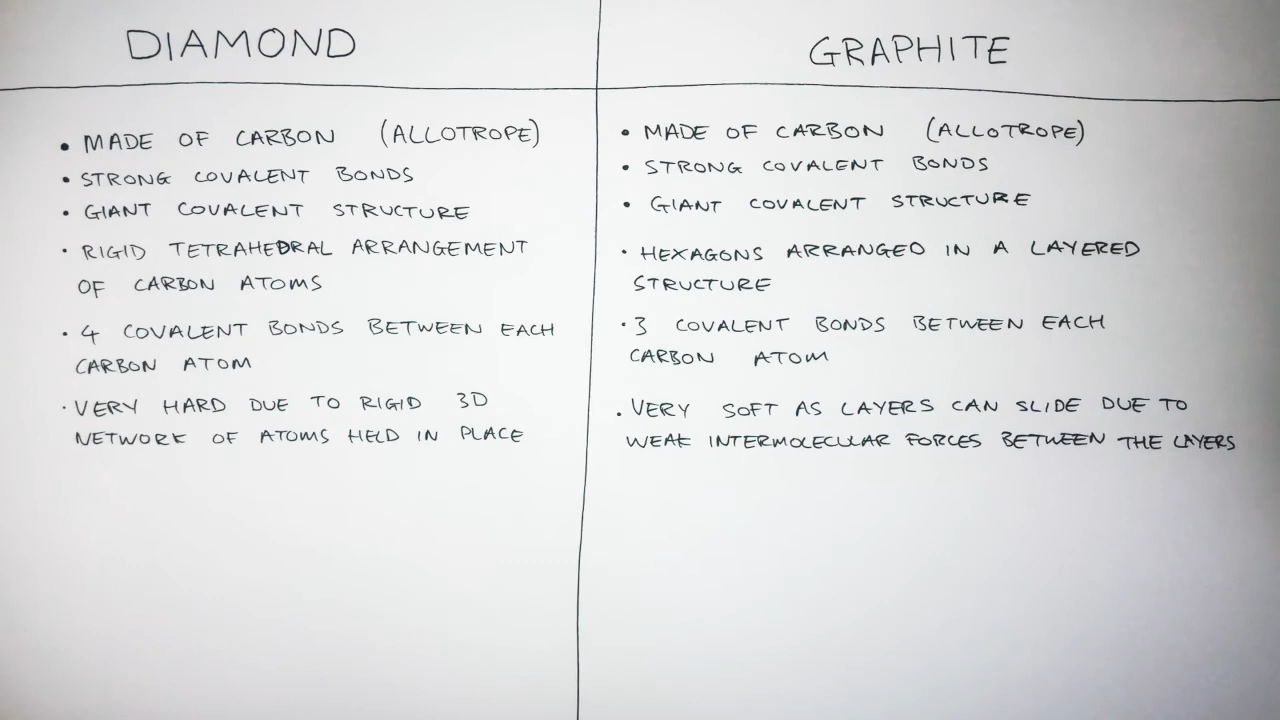 DIAMOND
• MADE OF CARBON (ALLOTROPE)
• STRONG COVALENT BONDS
• GIANT COVALENT STRUCTURE
• RIGID TETRAHEDRAL ARRANGEMENT
OF CARBON ATOMS
• 4 COVALENT BONDS BETWEEN EACH
CARBON ATOM
• VERY HARD DUE TO RIGID 3D
NETWORK OF ATOMS HELD IN PLACE
GRAPHITE
• MADE OF CARBON (ALLOTROPE)
• STRONG COVALENT BONDS
• GIANT COVALENT STRUCTURE
• HEXAGONS ARRANGED IN A LAYERED
STRUCTURE
• 3 COVALENT BONDS BETWEEN EACH
CARBON ATOM
• VERY SOFT AS LAYERS CAN SLIDE DUE TO
WEAK INTERMOLECULAR FORCES BETWEEN THE LAYERS